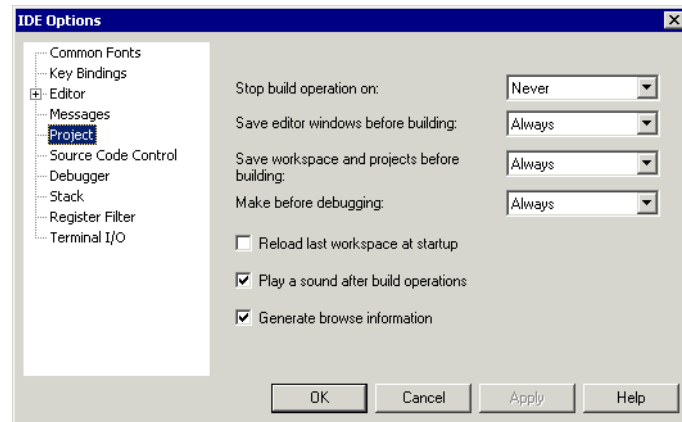 IDE Options
Common Fonts
Key Bindings
Editor
Messages
Project
Source Code Control
Debugger
Stack
Register Filter
Terminal I/O
Stop build operation on:
Never
Save editor windows before building:
Always
Save workspace and projects before
building:
Always
Make before debugging:
Always
Reload last workspace at startup
Play a sound after build operations
Generate browse information
OK
Cancel
Apply
Help